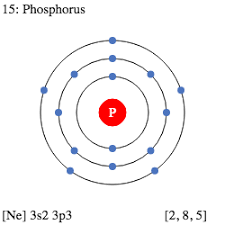 15: Phosphorus
P
[Ne] 3s2 3p3 [2, 8, 5]